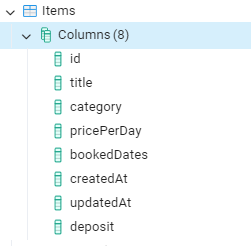 Items
Columns (8)
id
title
category
pricePerDay
bookedDates
createdAt
updatedAt
deposit